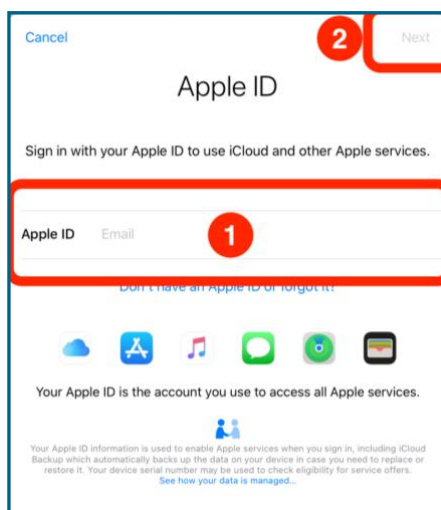 Cancel
2
Next
Apple ID
Sign in with your Apple ID to use iCloud and other Apple services.
Apple ID Email
1
Don't have an Apple ID or forgot it?
Your Apple ID is the account you use to access all Apple services.
Your Apple ID information is used to enable Apple services when you sign in, including iCloud
Backup which automatically backs up the data on your device in case you need to replace or
restore it. Your device serial number may be used to check eligibility for service offers.
See how your data is managed...